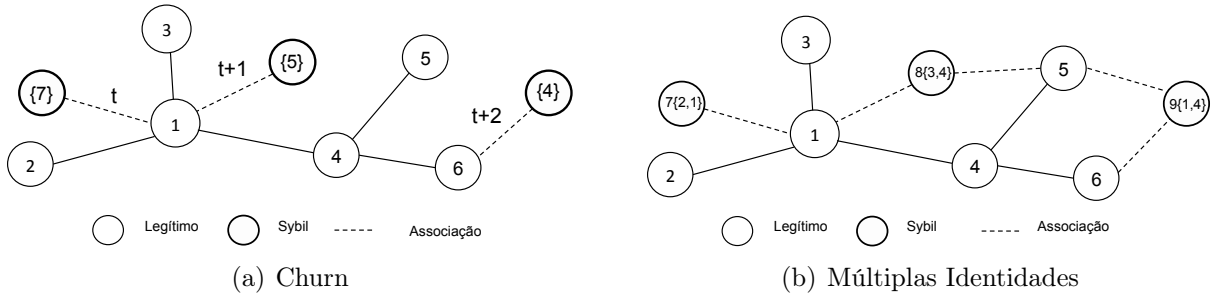 3
{5}
5
t+1
{7}
t
{4}
1
t+2
2
4
6
Legítimo
Sybil
Associação
(a) Churn
3
8{3,4}
5
7{2,1}
9{1,4}
1
4
2
6
Legítimo
Sybil
Associação
(b) Múltiplas Identidades